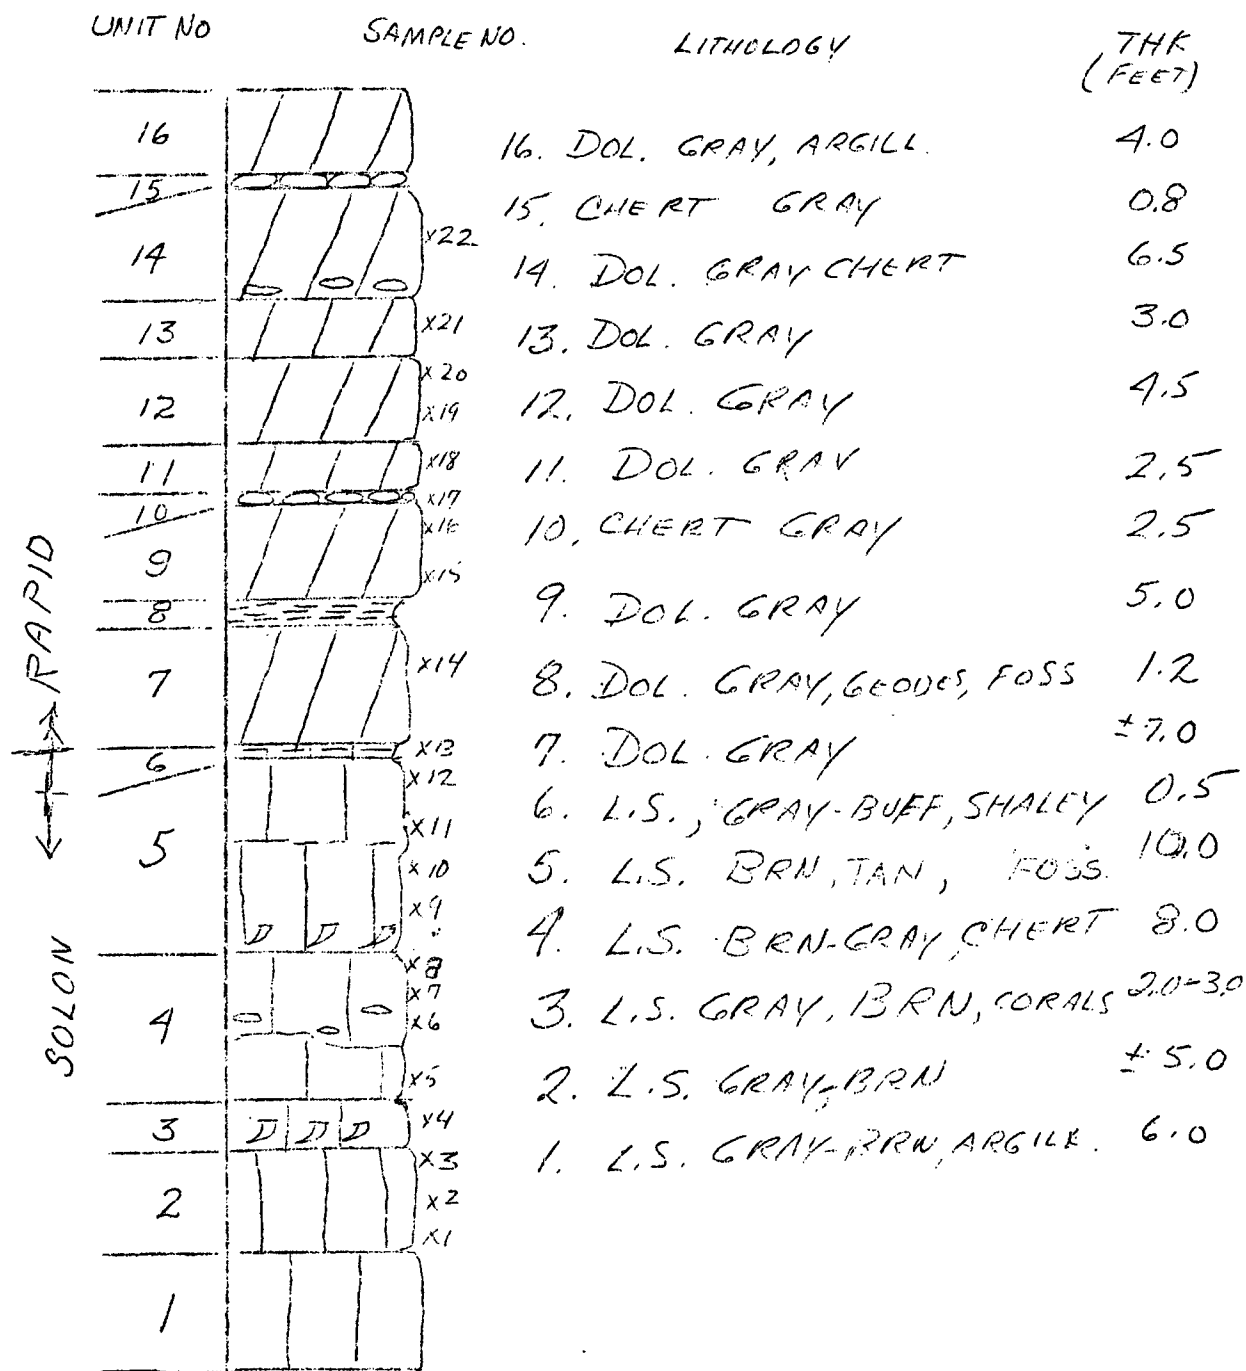 UNIT NO SAMPLE NO. LITHOLOGY THK
(FEET)
16 16. DOL. GRAY, ARGILL. 4.0
15 15. CHERT GRAY 0.8
14 x22 14. DOL. GRAY CHERT 6.5
13 x21 13. DOL. GRAY 3.0
x20
12 x19 12. DOL. GRAY 4.5
11 x18 11. DOL. GRAY 2.5
x17
10 x16 10. CHERT GRAY 2.5
9 x15 9. DOL. GRAY 5.0
8 8. DOL. GRAY, GEODES, FOSS 1.2
7 x14 7. DOL. GRAY ±7.0
RAPID
x13
6 x12 6. L.S., GRAY-BUFF, SHALEY 0.5
x11
5 x10 5. L.S. BRN, TAN, FOSS. 10.0
x9
SOLON
x8
x7
4 x6 4. L.S. BRN-GRAY, CHERT 8.0
x5
3 x4 3. L.S. GRAY, BRN, CORALS 2.0-3.0
x3
2 x2 2. L.S. GRAY-BRN ±5.0
x1
1 1. L.S. GRAY-BRN, ARGILL. 6.0